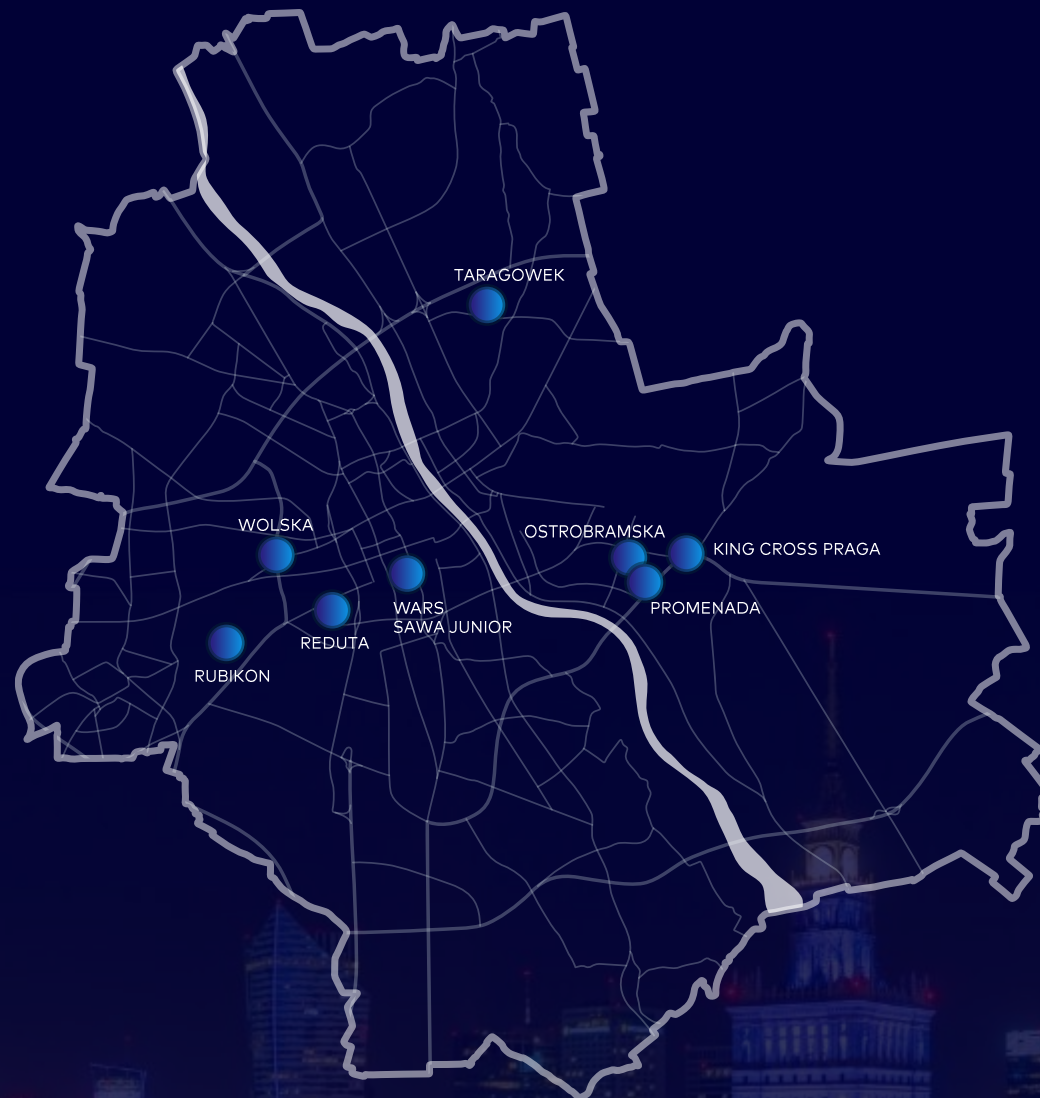 TARAGOWEK
WOLSKA
OSTROBRAMSKA
KING CROSS PRAGA
WARS
SAWA JUNIOR
PROMENADA
REDUTA
RUBIKON